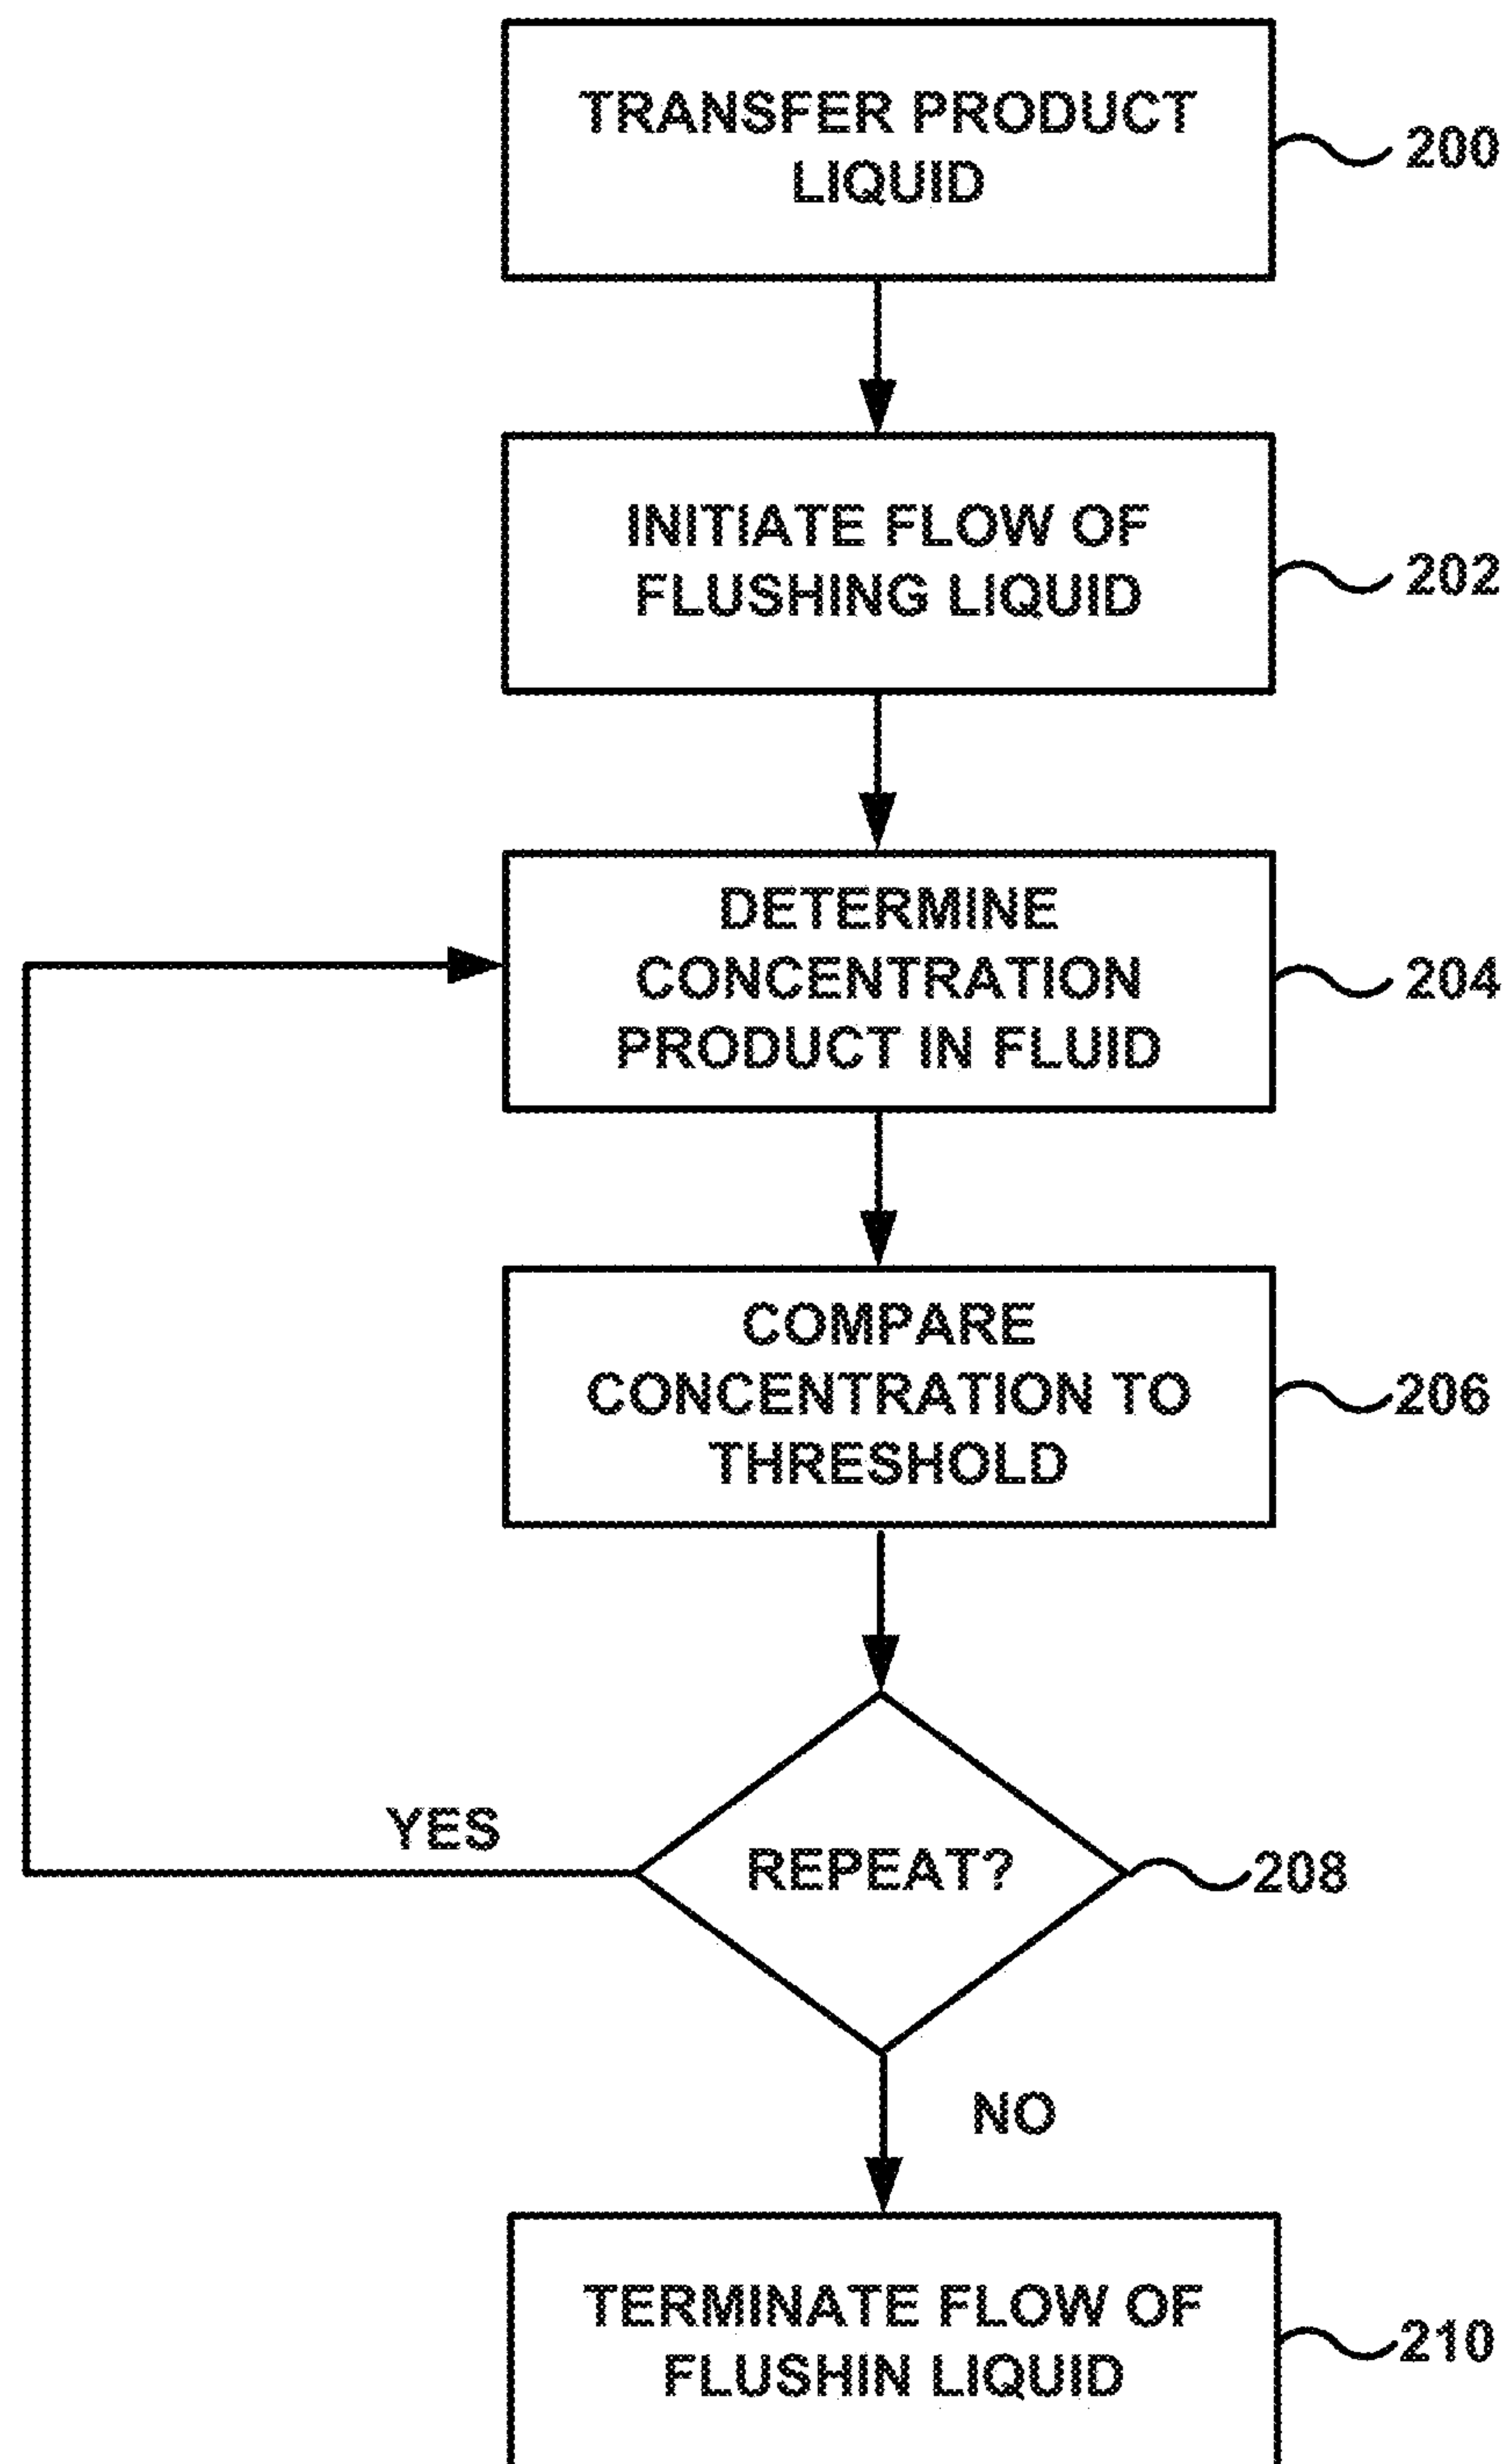 TRANSFER PRODUCT
LIQUID
200
INITIATE FLOW OF
FLUSHING LIQUID
202
DETERMINE
CONCENTRATION
PRODUCT IN FLUID
204
COMPARE
CONCENTRATION TO
THRESHOLD
206
YES
REPEAT?
208
NO
TERMINATE FLOW OF
FLUSHIN LIQUID
210